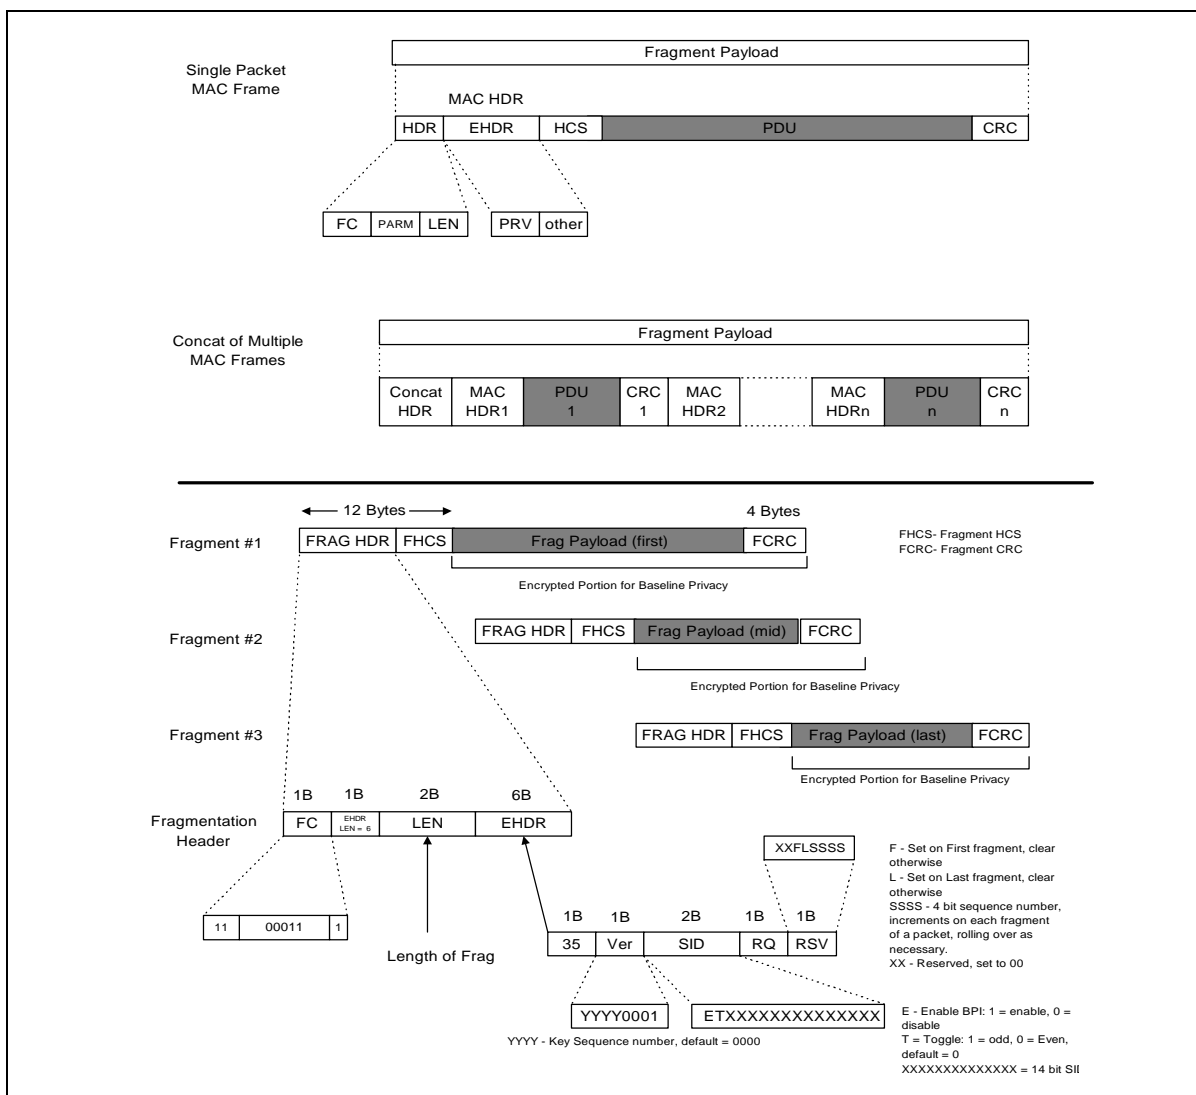 Fragment Payload
Single Packet
MAC Frame
MAC HDR
HDR EHDR HCS PDU CRC
FC PARM LEN PRV other
Concat of Multiple
MAC Frames
Fragment Payload
Concat HDR MAC HDR1 PDU 1 CRC 1 MAC HDR2 MAC HDRn PDU n CRC n
12 Bytes 4 Bytes
Fragment #1 FRAG HDR FHCS Frag Payload (first) FCRC
FHCS- Fragment HCS
FCRC- Fragment CRC
Encrypted Portion for Baseline Privacy
Fragment #2 FRAG HDR FHCS Frag Payload (mid) FCRC
Encrypted Portion for Baseline Privacy
Fragment #3 FRAG HDR FHCS Frag Payload (last) FCRC
Encrypted Portion for Baseline Privacy
1B 1B 2B 6B
Fragmentation
Header
FC EHDR LEN = 6 LEN EHDR
11 00011 1
Length of Frag
XXFLSSSS
1B 1B 2B 1B 1B
35 Ver SID RQ RSV
F - Set on First fragment, clear
otherwise
L - Set on Last fragment, clear
otherwise
SSSS - 4 bit sequence number,
increments on each fragment
of a packet, rolling over as
necessary.
XX - Reserved, set to 00
YYYY0001 ETXXXXXXXXXXXXXX
YYYY - Key Sequence number, default = 0000
E - Enable BPI: 1 = enable, 0 =
disable
T = Toggle: 1 = odd, 0 = Even,
default = 0
XXXXXXXXXXXXXX = 14 bit SI